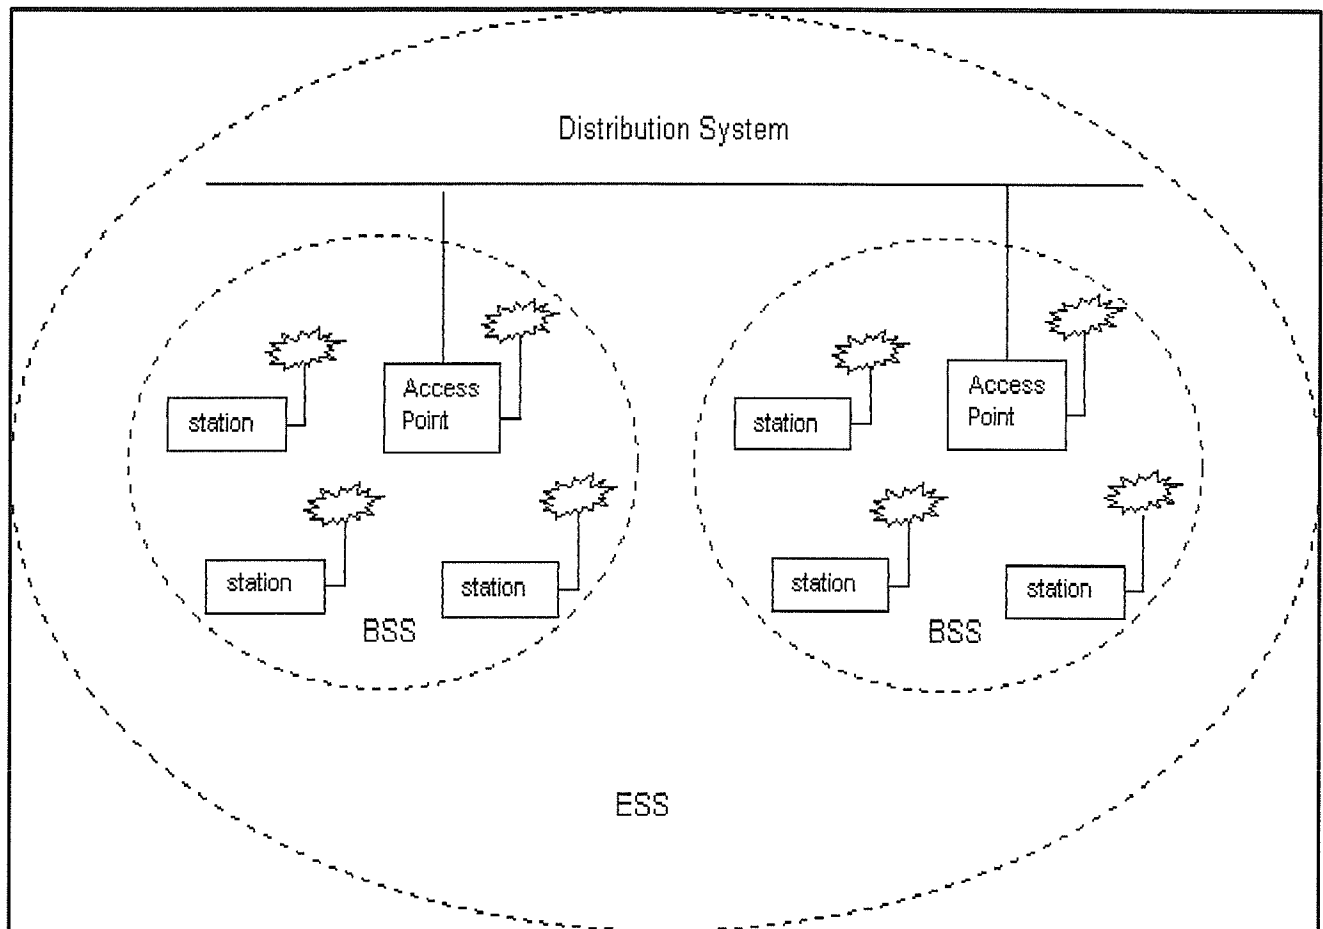 Distribution System
Access
Point
station
station
station
BSS
Access
Point
station
station
station
BSS
ESS